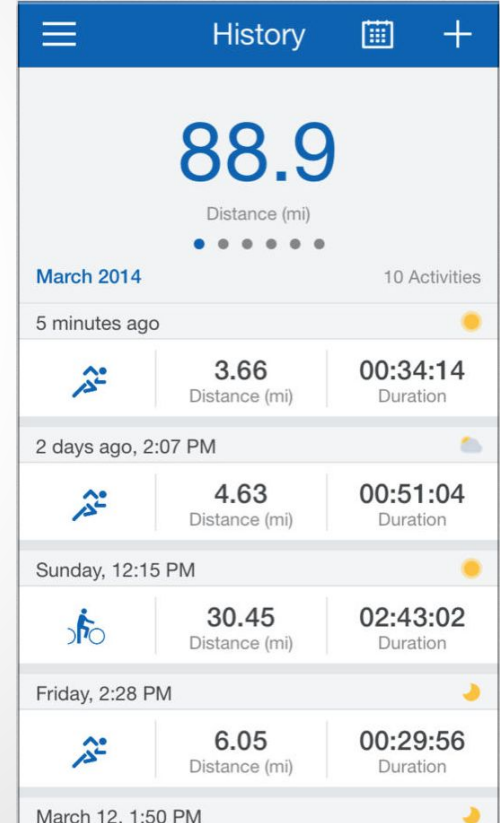 History
88.9
Distance (mi)
March 2014 10 Activities
5 minutes ago
3.66 00:34:14
Distance (mi) Duration
2 days ago, 2:07 PM
4.63 00:51:04
Distance (mi) Duration
Sunday, 12:15 PM
30.45 02:43:02
Distance (mi) Duration
Friday, 2:28 PM
6.05 00:29:56
Distance (mi) Duration
March 12, 1:50 PM